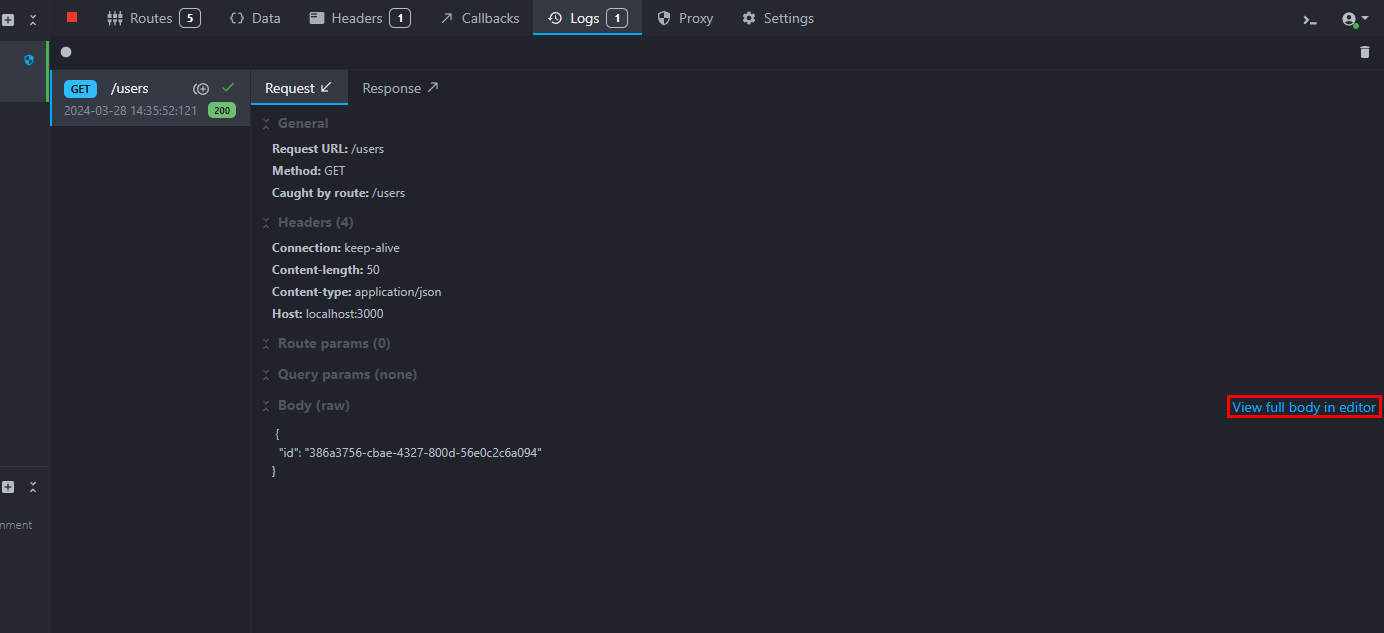 Routes 5 Data Headers 1 Callbacks Logs 1 Proxy Settings
GET /users
2024-03-28 14:35:52:121 200
Request Response
General
Request URL: /users
Method: GET
Caught by route: /users
Headers (4)
Connection: keep-alive
Content-length: 50
Content-type: application/json
Host: localhost:3000
Route params (0)
Query params (none)
Body (raw)
View full body in editor
{
"id": "386a3756-cbae-4327-800d-56e0c2c6a094"
}
nment